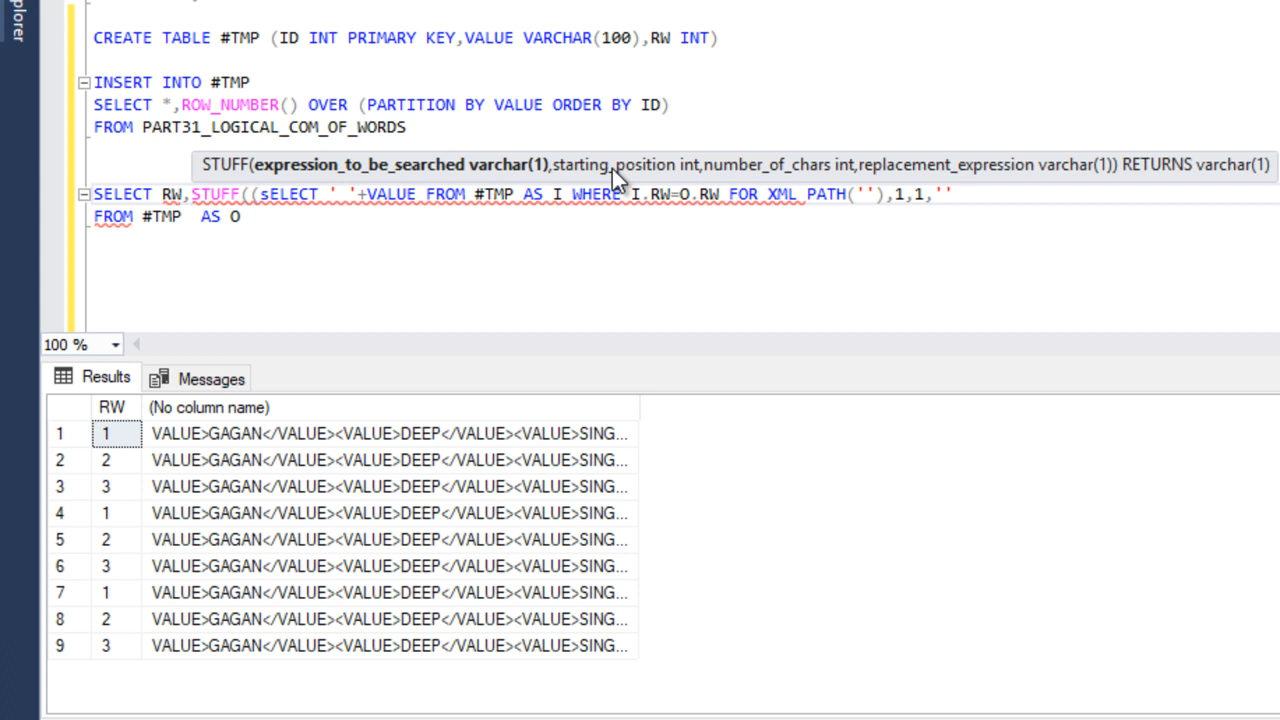 plorer
CREATE TABLE #TMP (ID INT PRIMARY KEY,VALUE VARCHAR(100),RW INT)
INSERT INTO #TMP
SELECT *,ROW_NUMBER() OVER (PARTITION BY VALUE ORDER BY ID)
FROM PART31_LOGICAL_COM_OF_WORDS
STUFF(expression_to_be_searched varchar(1),starting_position int,number_of_chars int,replacement_expression varchar(1)) RETURNS varchar(1)
SELECT RW,STUFF((sELECT ' '+VALUE FROM #TMP AS I WHERE I.RW=O.RW FOR XML PATH(''),1,1,''
FROM #TMP  AS O
100 %
Results Messages
RW (No column name)
1 1 VALUE>GAGAN</VALUE><VALUE>DEEP</VALUE><VALUE>SING...
2 2 VALUE>GAGAN</VALUE><VALUE>DEEP</VALUE><VALUE>SING...
3 3 VALUE>GAGAN</VALUE><VALUE>DEEP</VALUE><VALUE>SING...
4 1 VALUE>GAGAN</VALUE><VALUE>DEEP</VALUE><VALUE>SING...
5 2 VALUE>GAGAN</VALUE><VALUE>DEEP</VALUE><VALUE>SING...
6 3 VALUE>GAGAN</VALUE><VALUE>DEEP</VALUE><VALUE>SING...
7 1 VALUE>GAGAN</VALUE><VALUE>DEEP</VALUE><VALUE>SING...
8 2 VALUE>GAGAN</VALUE><VALUE>DEEP</VALUE><VALUE>SING...
9 3 VALUE>GAGAN</VALUE><VALUE>DEEP</VALUE><VALUE>SING...